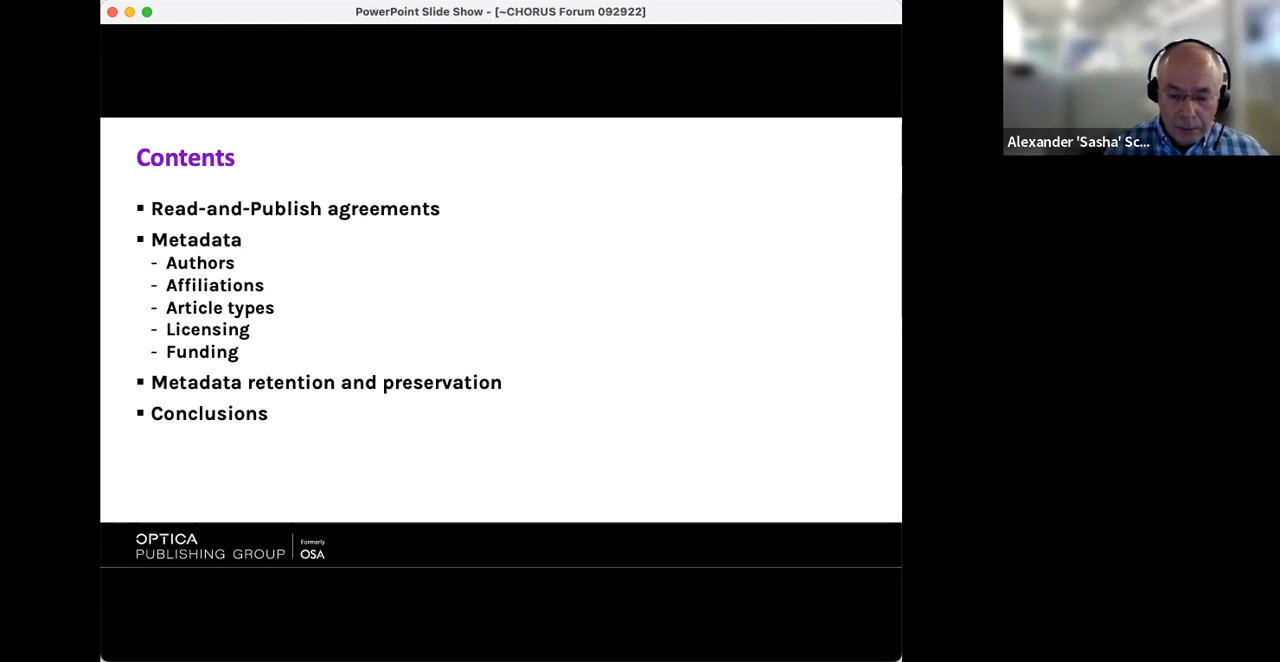 PowerPoint Slide Show - [~CHORUS Forum 092922]
Alexander 'Sasha' Sc...
Contents
▪ Read-and-Publish agreements
▪ Metadata
- Authors
- Affiliations
- Article types
- Licensing
- Funding
▪ Metadata retention and preservation
▪ Conclusions
OPTICA
PUBLISHING GROUP
Formerly
OSA